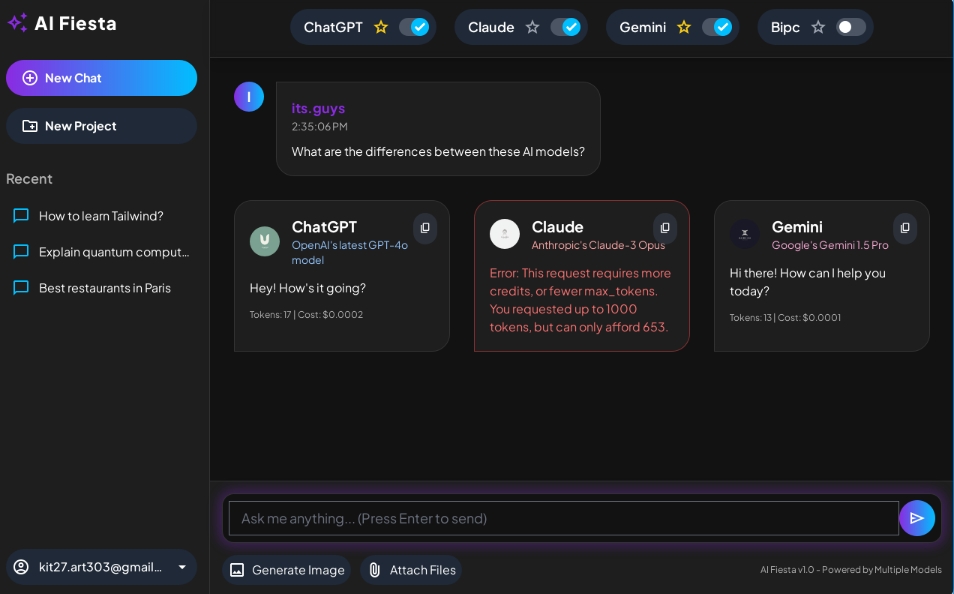 AI Fiesta
New Chat
New Project
Recent
How to learn Tailwind?
Explain quantum comput...
Best restaurants in Paris
kit27.art303@gmail...
ChatGPT
Claude
Gemini
Bipc
I
its.guys
2:35:06 PM
What are the differences between these AI models?
ChatGPT
OpenAI's latest GPT-4o
model
Hey! How's it going?
Tokens: 17 | Cost: $0.0002
Claude
Anthropic's Claude-3 Opus
Error: This request requires more
credits, or fewer max_tokens.
You requested up to 1000
tokens, but can only afford 653.
Gemini
Google's Gemini 1.5 Pro
Hi there! How can I help you
today?
Tokens: 13 | Cost: $0.0001
Ask me anything... (Press Enter to send)
Generate Image
Attach Files
AI Fiesta v1.0 - Powered by Multiple Models